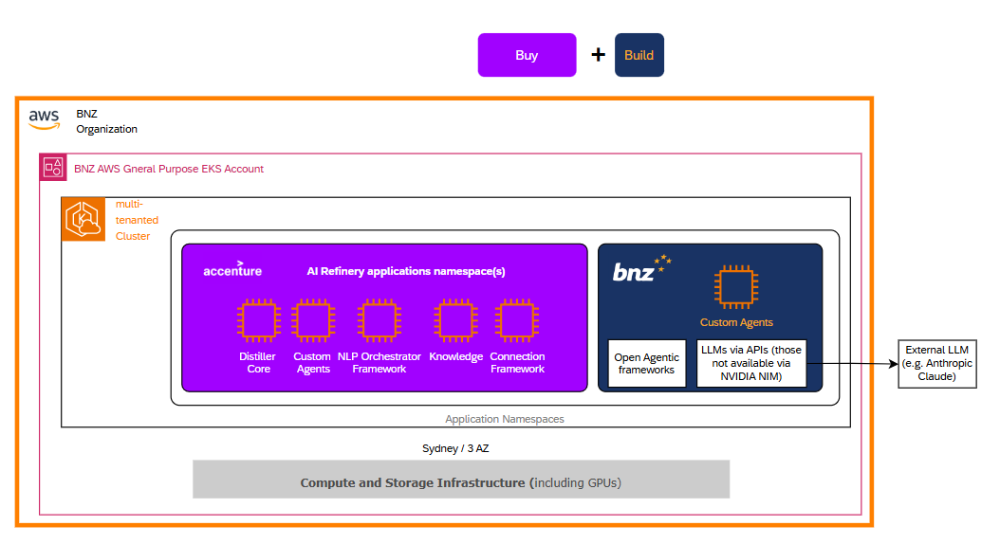 Buy
+
Build
aws
BNZ
Organization
BNZ AWS Gneral Purpose EKS Account
multi-
tenanted
Cluster
accenture
AI Refinery applications namespace(s)
Distiller
Core
Custom
Agents
NLP Orchestrator
Framework
Knowledge
Connection
Framework
bnz
Custom Agents
Open Agentic
frameworks
LLMs via APIs (those
not available via
NVIDIA NIM)
External LLM
(e.g. Anthropic
Claude)
Application Namespaces
Sydney / 3 AZ
Compute and Storage Infrastructure (including GPUs)